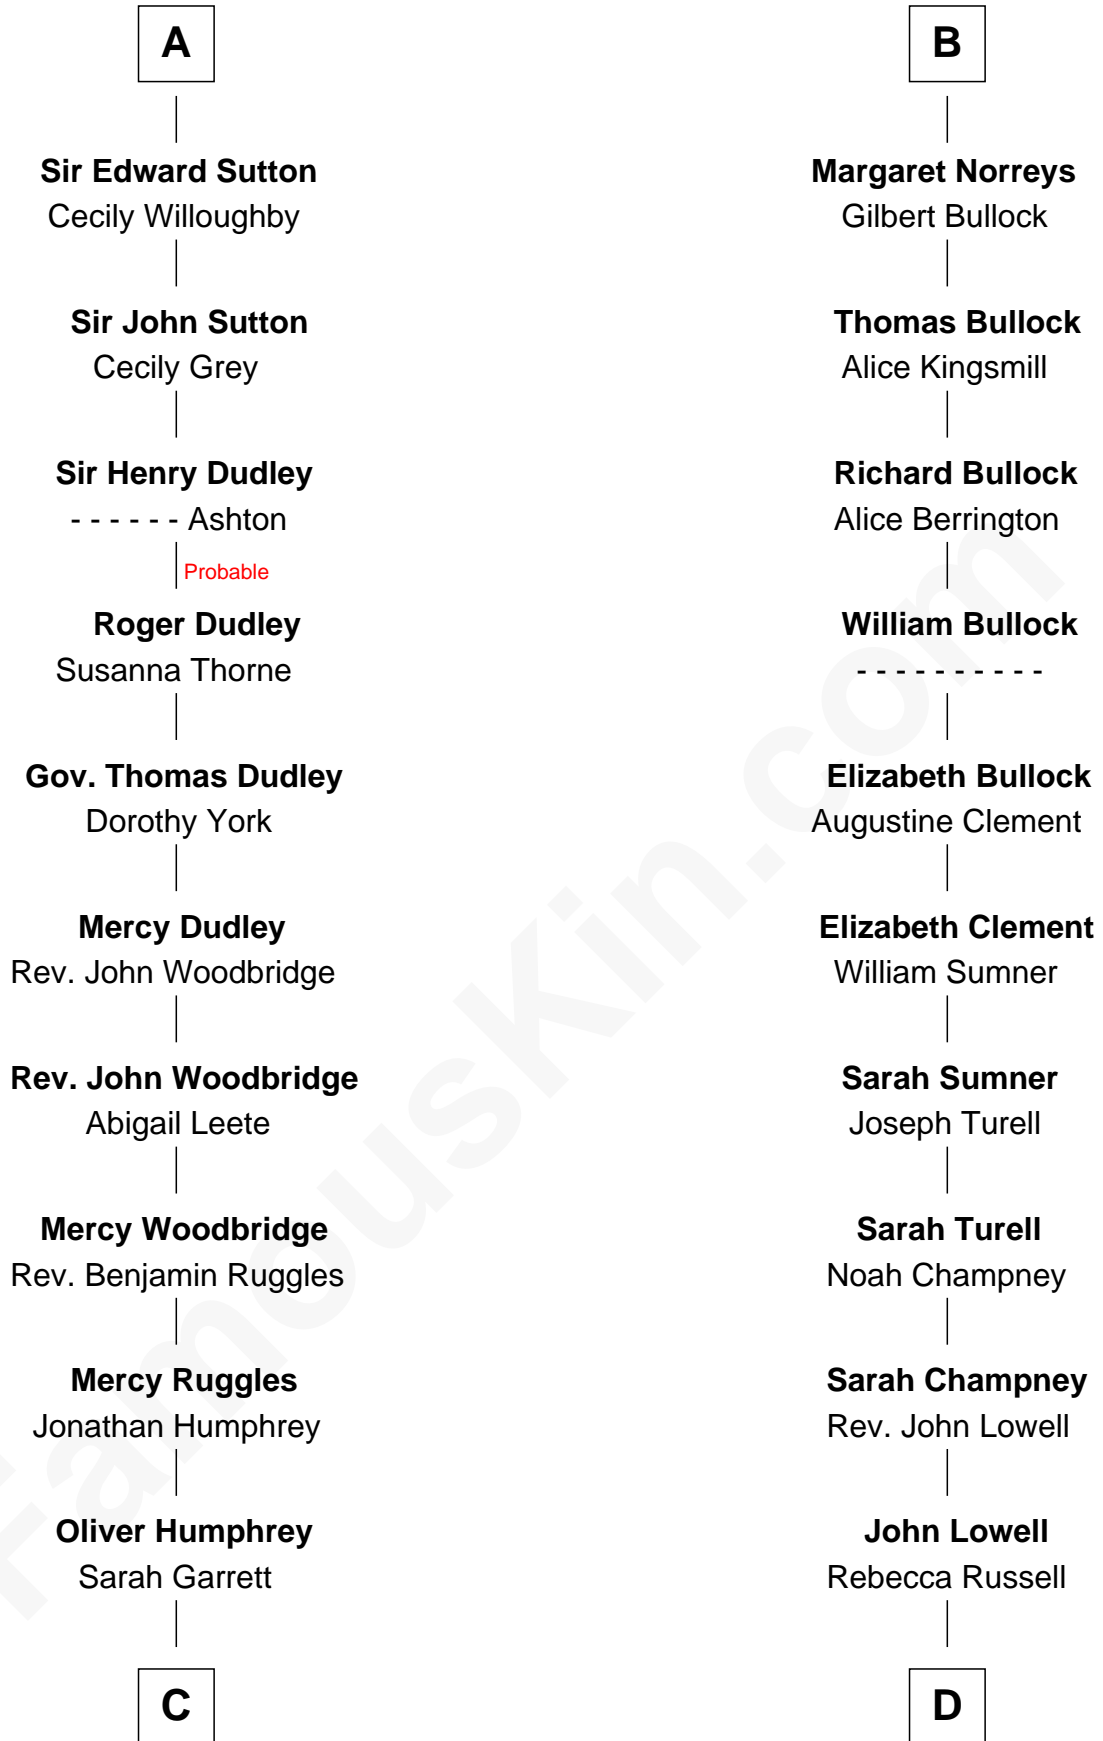 A
Sir Edward Sutton
Cecily Willoughby
Sir John Sutton
Cecily Grey
Sir Henry Dudley
- - - - - - Ashton
Probable
Roger Dudley
Susanna Thorne
Gov. Thomas Dudley
Dorothy York
Mercy Dudley
Rev. John Woodbridge
Rev. John Woodbridge
Abigail Leete
Mercy Woodbridge
Rev. Benjamin Ruggles
Mercy Ruggles
Jonathan Humphrey
Oliver Humphrey
Sarah Garrett
C
B
Margaret Norreys
Gilbert Bullock
Thomas Bullock
Alice Kingsmill
Richard Bullock
Alice Berrington
William Bullock
- - - - - - - - - -
Elizabeth Bullock
Augustine Clement
Elizabeth Clement
William Sumner
Sarah Sumner
Joseph Turell
Sarah Turell
Noah Champney
Sarah Champney
Rev. John Lowell
John Lowell
Rebecca Russell
D
FamousKin.com